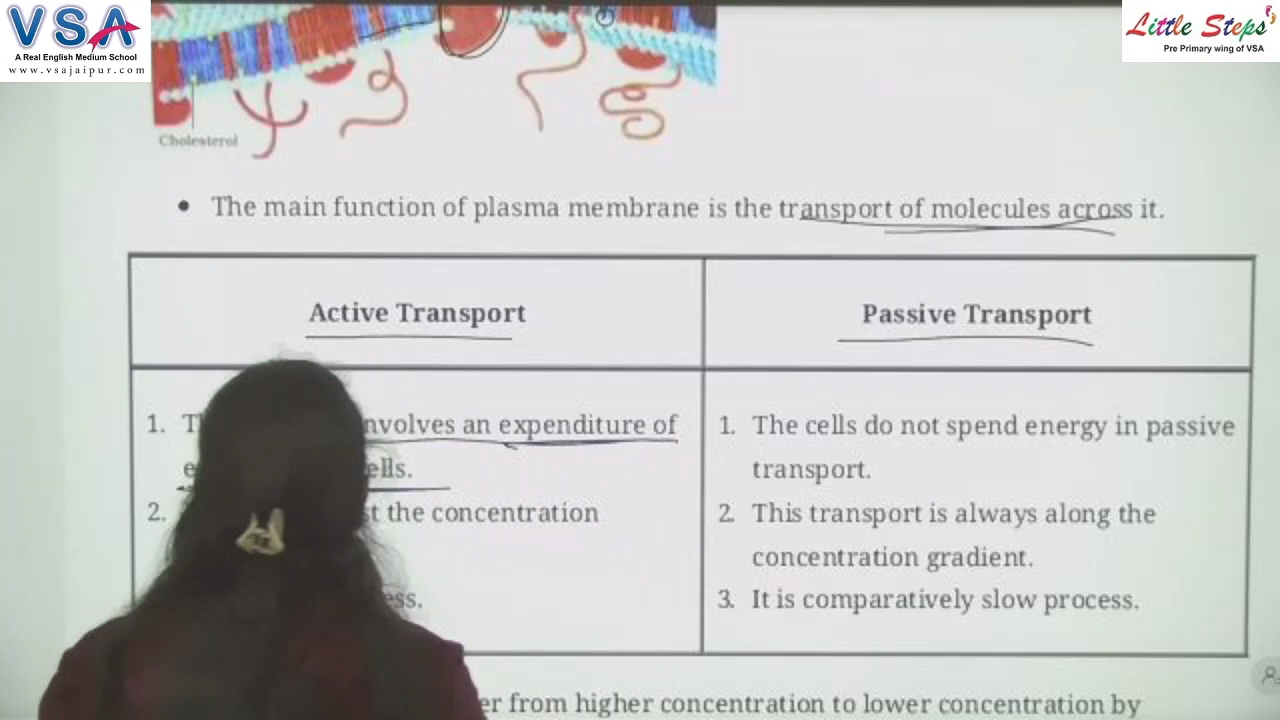 VSA
A Real English Medium School
www.vsajaipur.com
Little Steps
Pre Primary wing of VSA
Cholesterol
• The main function of plasma membrane is the transport of molecules across it.
Active Transport
1. nvolves an expenditure of
ells.
2. t the concentration
ess.
Passive Transport
1. The cells do not spend energy in passive
transport.
2. This transport is always along the
concentration gradient.
3. It is comparatively slow process.
er from higher concentration to lower concentration by